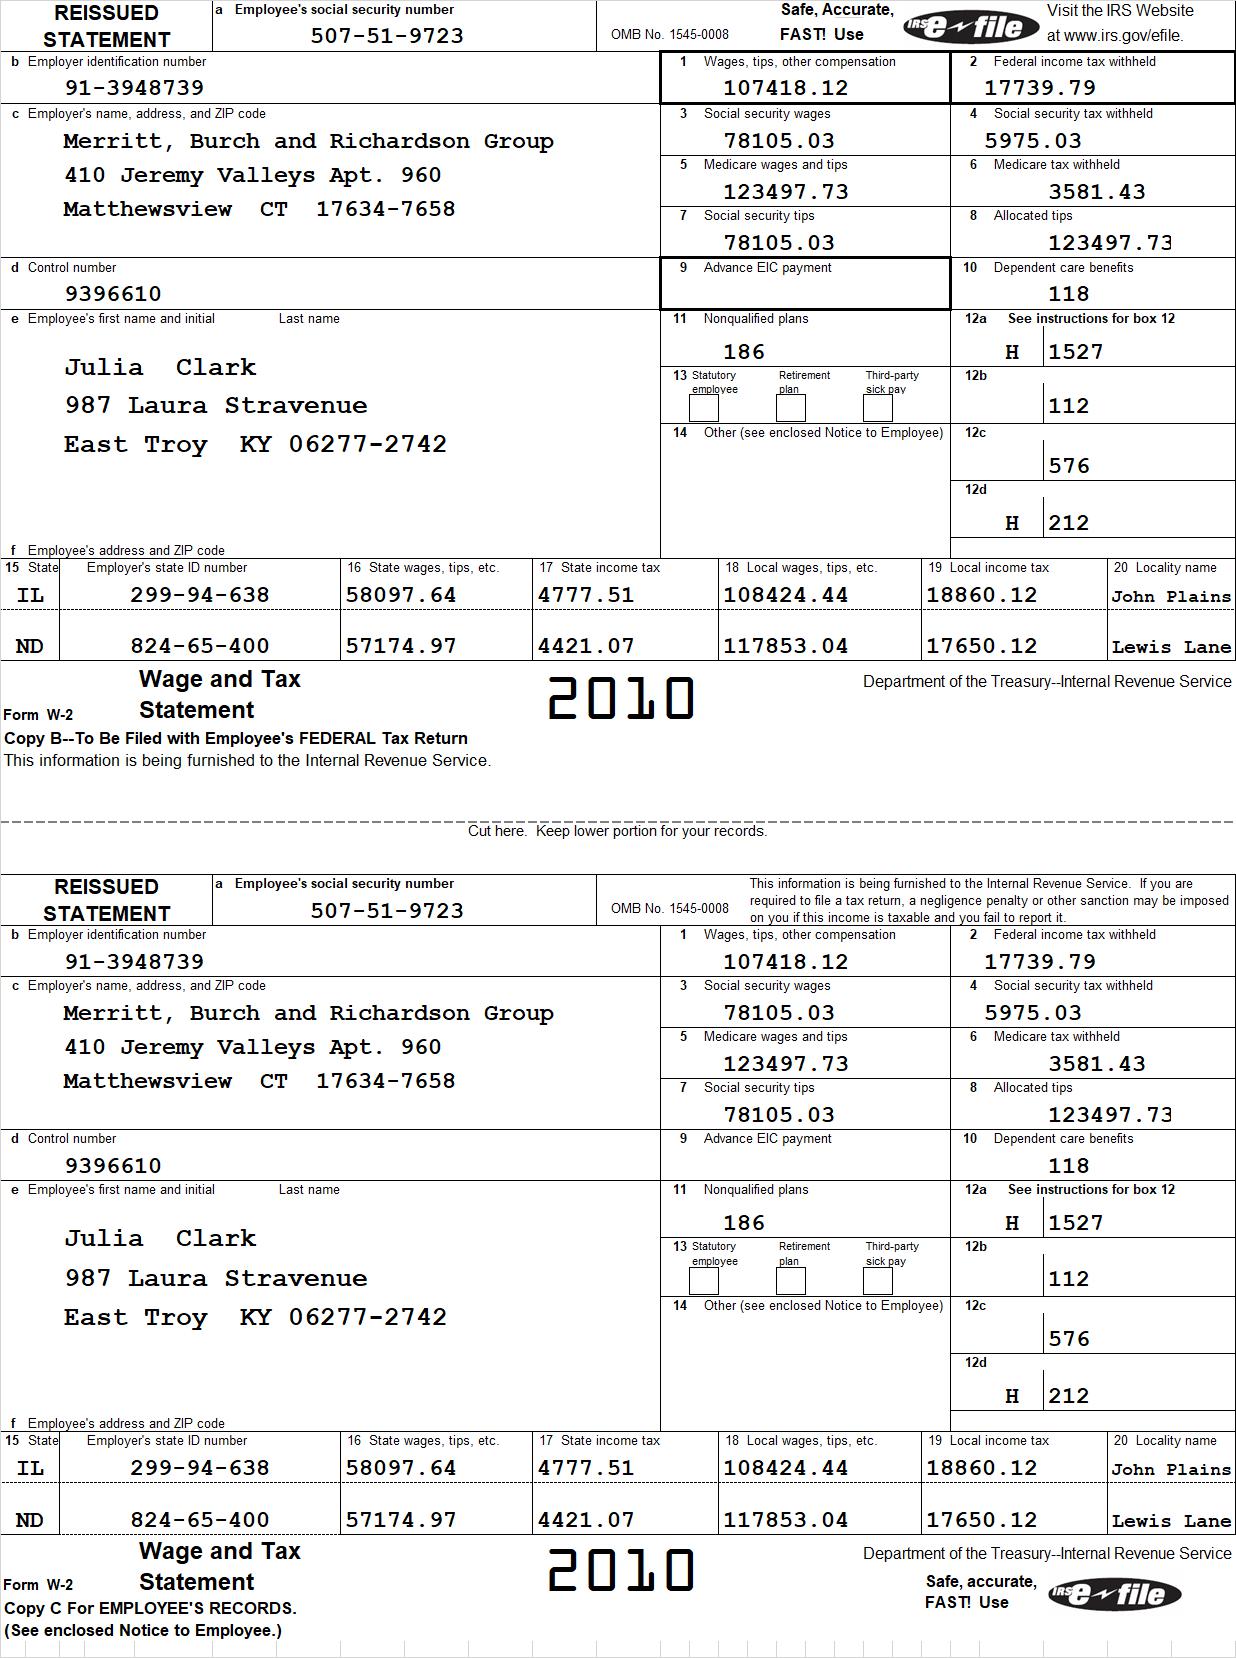 REISSUED STATEMENT
a Employee's social security number
507-51-9723
OMB No. 1545-0008
Safe, Accurate, FAST! Use
IRS e-file
Visit the IRS Website at www.irs.gov/efile.
b Employer identification number
91-3948739
1 Wages, tips, other compensation
107418.12
2 Federal income tax withheld
17739.79
c Employer's name, address, and ZIP code
Merritt, Burch and Richardson Group
410 Jeremy Valleys Apt. 960
Matthewsview CT 17634-7658
3 Social security wages
78105.03
4 Social security tax withheld
5975.03
5 Medicare wages and tips
123497.73
6 Medicare tax withheld
3581.43
7 Social security tips
78105.03
8 Allocated tips
123497.73
d Control number
9396610
9 Advance EIC payment
10 Dependent care benefits
118
e Employee's first name and initial Last name
Julia Clark
987 Laura Stravenue
East Troy KY 06277-2742
f Employee's address and ZIP code
11 Nonqualified plans
186
12a See instructions for box 12
H 1527
13 Statutory employee Retirement plan Third-party sick pay
12b
112
14 Other (see enclosed Notice to Employee)
12c
576
12d
H 212
15 State Employer's state ID number 16 State wages, tips, etc. 17 State income tax 18 Local wages, tips, etc. 19 Local income tax 20 Locality name
IL 299-94-638 58097.64 4777.51 108424.44 18860.12 John Plains
ND 824-65-400 57174.97 4421.07 117853.04 17650.12 Lewis Lane
Form W-2 Wage and Tax Statement
2010
Department of the Treasury--Internal Revenue Service
Copy B--To Be Filed with Employee's FEDERAL Tax Return
This information is being furnished to the Internal Revenue Service.
Cut here. Keep lower portion for your records.
REISSUED STATEMENT
a Employee's social security number
507-51-9723
OMB No. 1545-0008
This information is being furnished to the Internal Revenue Service. If you are
required to file a tax return, a negligence penalty or other sanction may be imposed
on you if this income is taxable and you fail to report it.
b Employer identification number
91-3948739
1 Wages, tips, other compensation
107418.12
2 Federal income tax withheld
17739.79
c Employer's name, address, and ZIP code
Merritt, Burch and Richardson Group
410 Jeremy Valleys Apt. 960
Matthewsview CT 17634-7658
3 Social security wages
78105.03
4 Social security tax withheld
5975.03
5 Medicare wages and tips
123497.73
6 Medicare tax withheld
3581.43
7 Social security tips
78105.03
8 Allocated tips
123497.73
d Control number
9396610
9 Advance EIC payment
10 Dependent care benefits
118
e Employee's first name and initial Last name
Julia Clark
987 Laura Stravenue
East Troy KY 06277-2742
f Employee's address and ZIP code
11 Nonqualified plans
186
12a See instructions for box 12
H 1527
13 Statutory employee Retirement plan Third-party sick pay
12b
112
14 Other (see enclosed Notice to Employee)
12c
576
12d
H 212
15 State Employer's state ID number 16 State wages, tips, etc. 17 State income tax 18 Local wages, tips, etc. 19 Local income tax 20 Locality name
IL 299-94-638 58097.64 4777.51 108424.44 18860.12 John Plains
ND 824-65-400 57174.97 4421.07 117853.04 17650.12 Lewis Lane
Form W-2 Wage and Tax Statement
2010
Department of the Treasury--Internal Revenue Service
Safe, accurate, FAST! Use
IRS e-file
Copy C For EMPLOYEE'S RECORDS.
(See enclosed Notice to Employee.)